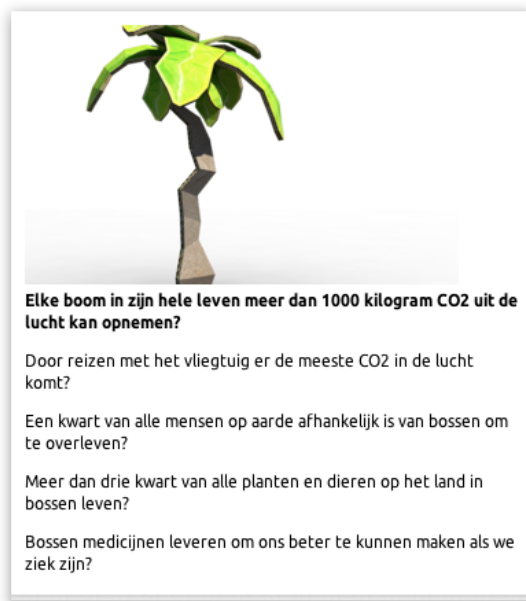 Elke boom in zijn hele leven meer dan 1000 kilogram CO2 uit de
lucht kan opnemen?
Door reizen met het vliegtuig er de meeste CO2 in de lucht
komt?
Een kwart van alle mensen op aarde afhankelijk is van bossen om
te overleven?
Meer dan drie kwart van alle planten en dieren op het land in
bossen leven?
Bossen medicijnen leveren om ons beter te kunnen maken als we
ziek zijn?